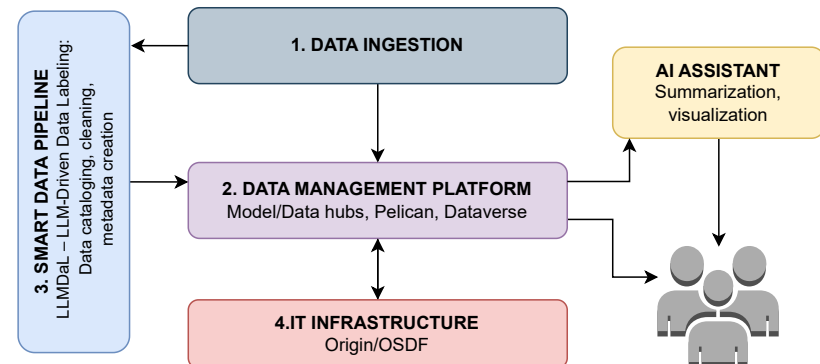 1. DATA INGESTION
3. SMART DATA PIPELINE
LLMDaL – LLM-Driven Data Labeling:
Data cataloging, cleaning,
metadata creation
AI ASSISTANT
Summarization,
visualization
2. DATA MANAGEMENT PLATFORM
Model/Data hubs, Pelican, Dataverse
4.IT INFRASTRUCTURE
Origin/OSDF